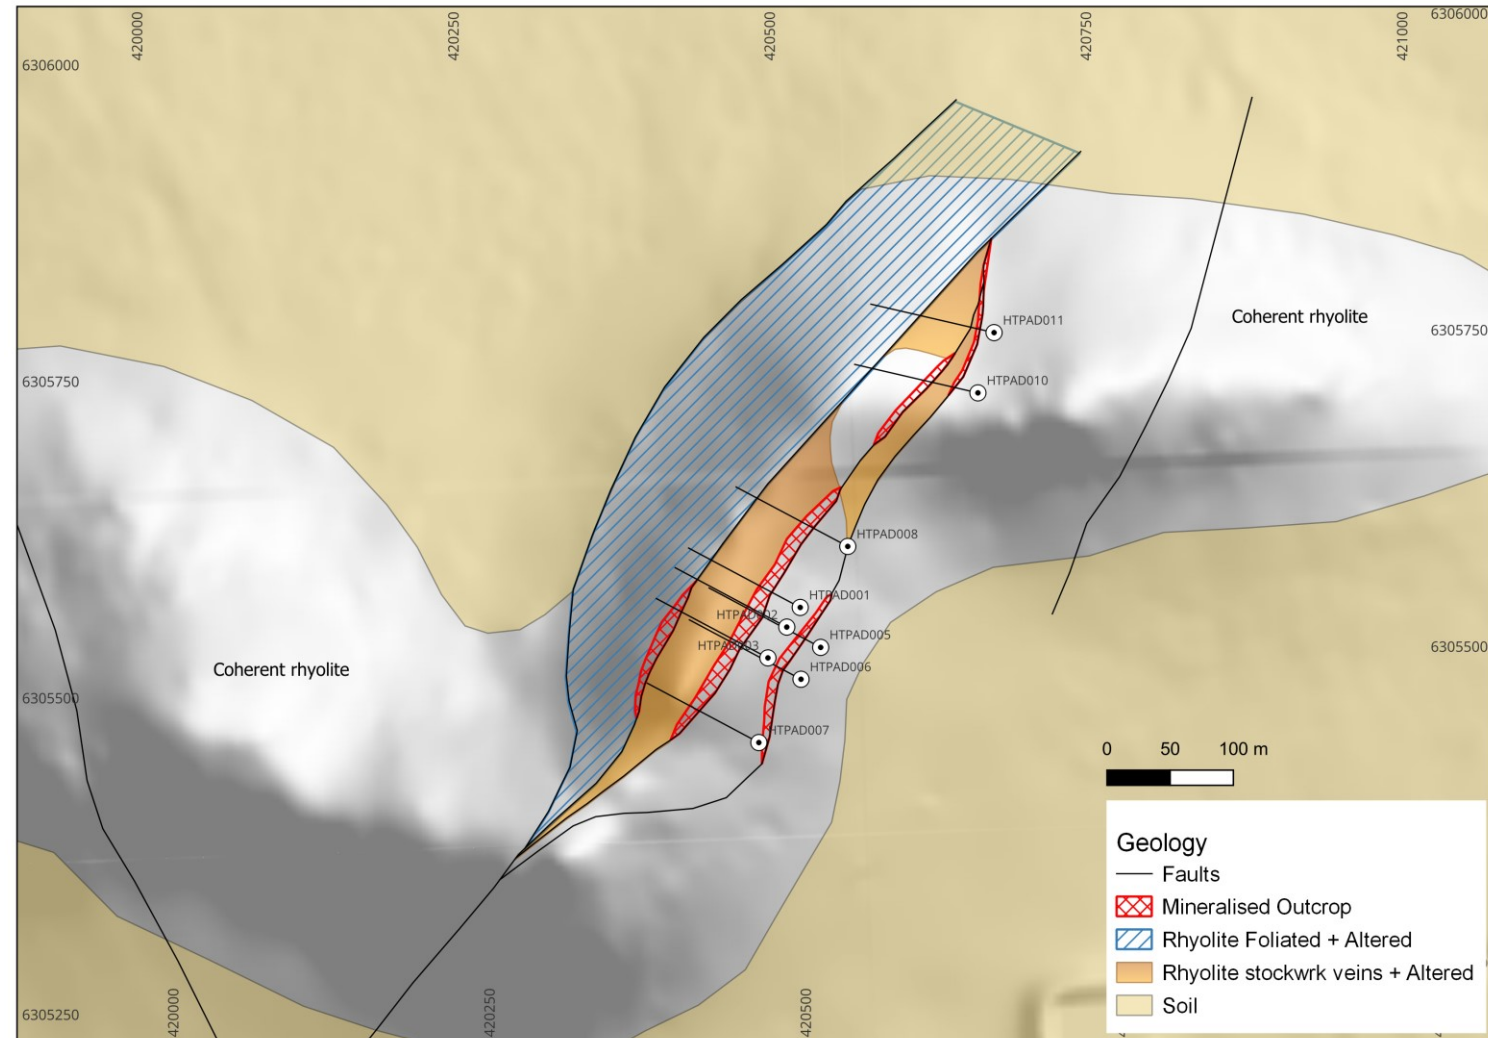 420000
420250
420500
420750
421000
6306000
6306000
HTPAD011
Coherent rhyolite
6305750
6305750
HTPAD010
HTPAD008
HTPAD001
HTPAD002
HTPAD005
6305500
HTPAD003
HTPAD006
Coherent rhyolite
6305500
HTPAD007
0 50 100 m
Geology
Faults
Mineralised Outcrop
Rhyolite Foliated + Altered
Rhyolite stockwrk veins + Altered
Soil
6305250
420000
420250
420500